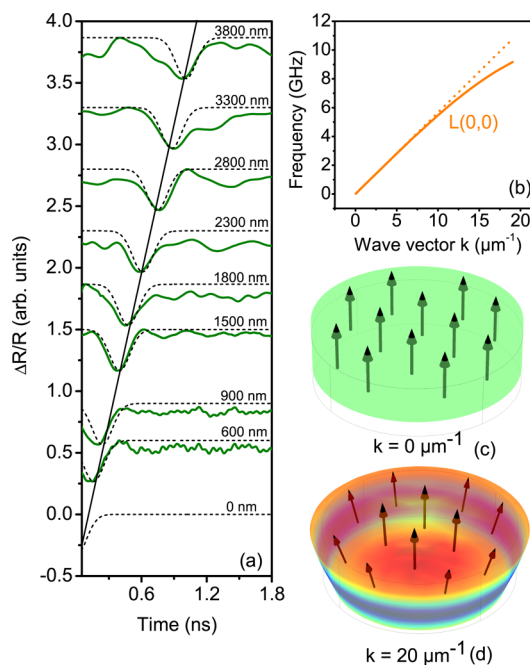 4.0
3.5
3.0
2.5
2.0
1.5
1.0
0.5
0.0
-0.5
ΔR/R (arb. units)
3800 nm
3300 nm
2800 nm
2300 nm
1800 nm
1500 nm
900 nm
600 nm
0 nm
(a)
0.6
1.2
1.8
Time (ns)
12
10
8
6
4
2
0
Frequency (GHz)
L(0,0)
(b)
0
5
10
15
20
Wave vector k (µm⁻¹)
k = 0 µm⁻¹ (c)
k = 20 µm⁻¹ (d)